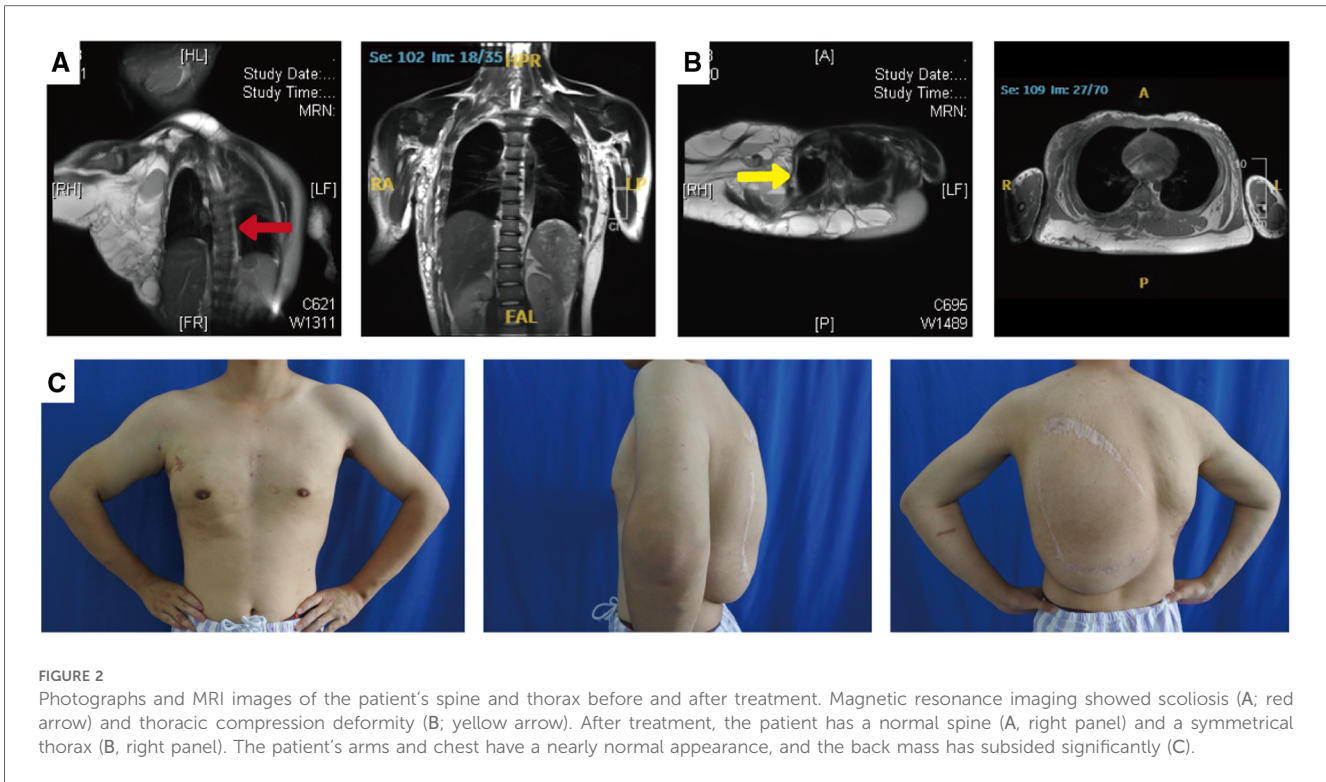 A
[HL]
Study Date:...
Study Time:...
MRN:
[RH]
[LF]
[FR]
C621
W1311
Se: 102 Im: 18/35
HPR
RA
LP
cm
FAL
B
[A]
Study Date:...
Study Time:...
MRN:
[RH]
[LF]
[P]
C695
W1489
Se: 109 Im: 27/70
A
R
10
L
P
C
FIGURE 2
Photographs and MRI images of the patient's spine and thorax before and after treatment. Magnetic resonance imaging showed scoliosis (A; red
arrow) and thoracic compression deformity (B; yellow arrow). After treatment, the patient has a normal spine (A, right panel) and a symmetrical
thorax (B, right panel). The patient's arms and chest have a nearly normal appearance, and the back mass has subsided significantly (C).